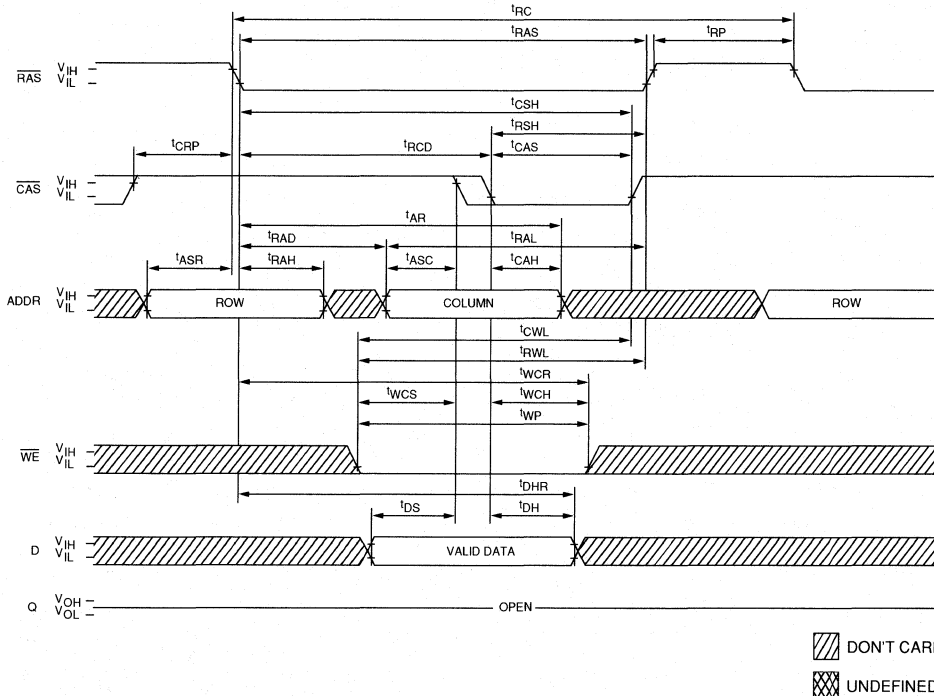 tRC
tRAS
tRP
RAS VIH
VIL
tCSH
tRSH
tCRP
tRCD
tCAS
CAS VIH
VIL
tAR
tRAD
tRAL
tASR
tRAH
tASC
tCAH
ADDR VIH
VIL
ROW
COLUMN
ROW
tCWL
tRWL
tWCR
tWCS
tWCH
tWP
WE VIH
VIL
tDHR
tDS
tDH
D VIH
VIL
VALID DATA
Q VOH
VOL
OPEN
DON'T CAR
UNDEFINED